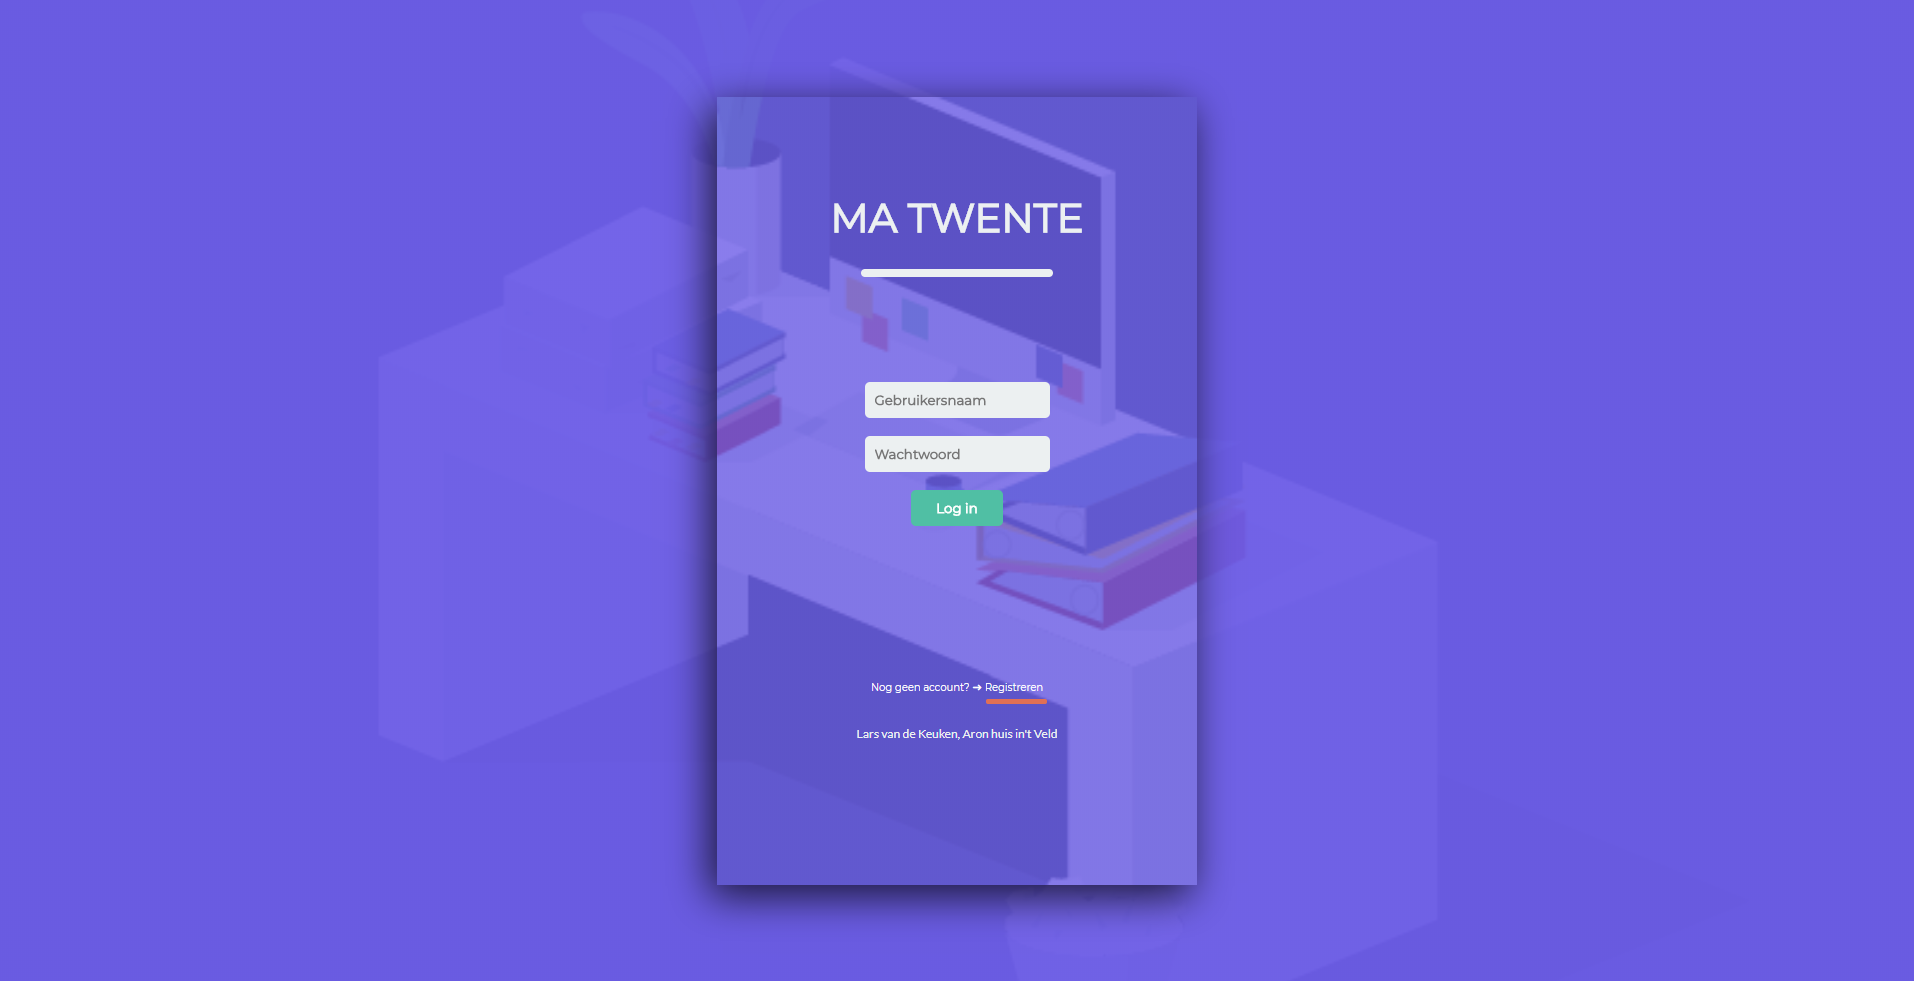 MA TWENTE
Gebruikersnaam
Wachtwoord
Log in
Nog geen account? ➜ Registreren
Lars van de Keuken, Aron huis in't Veld